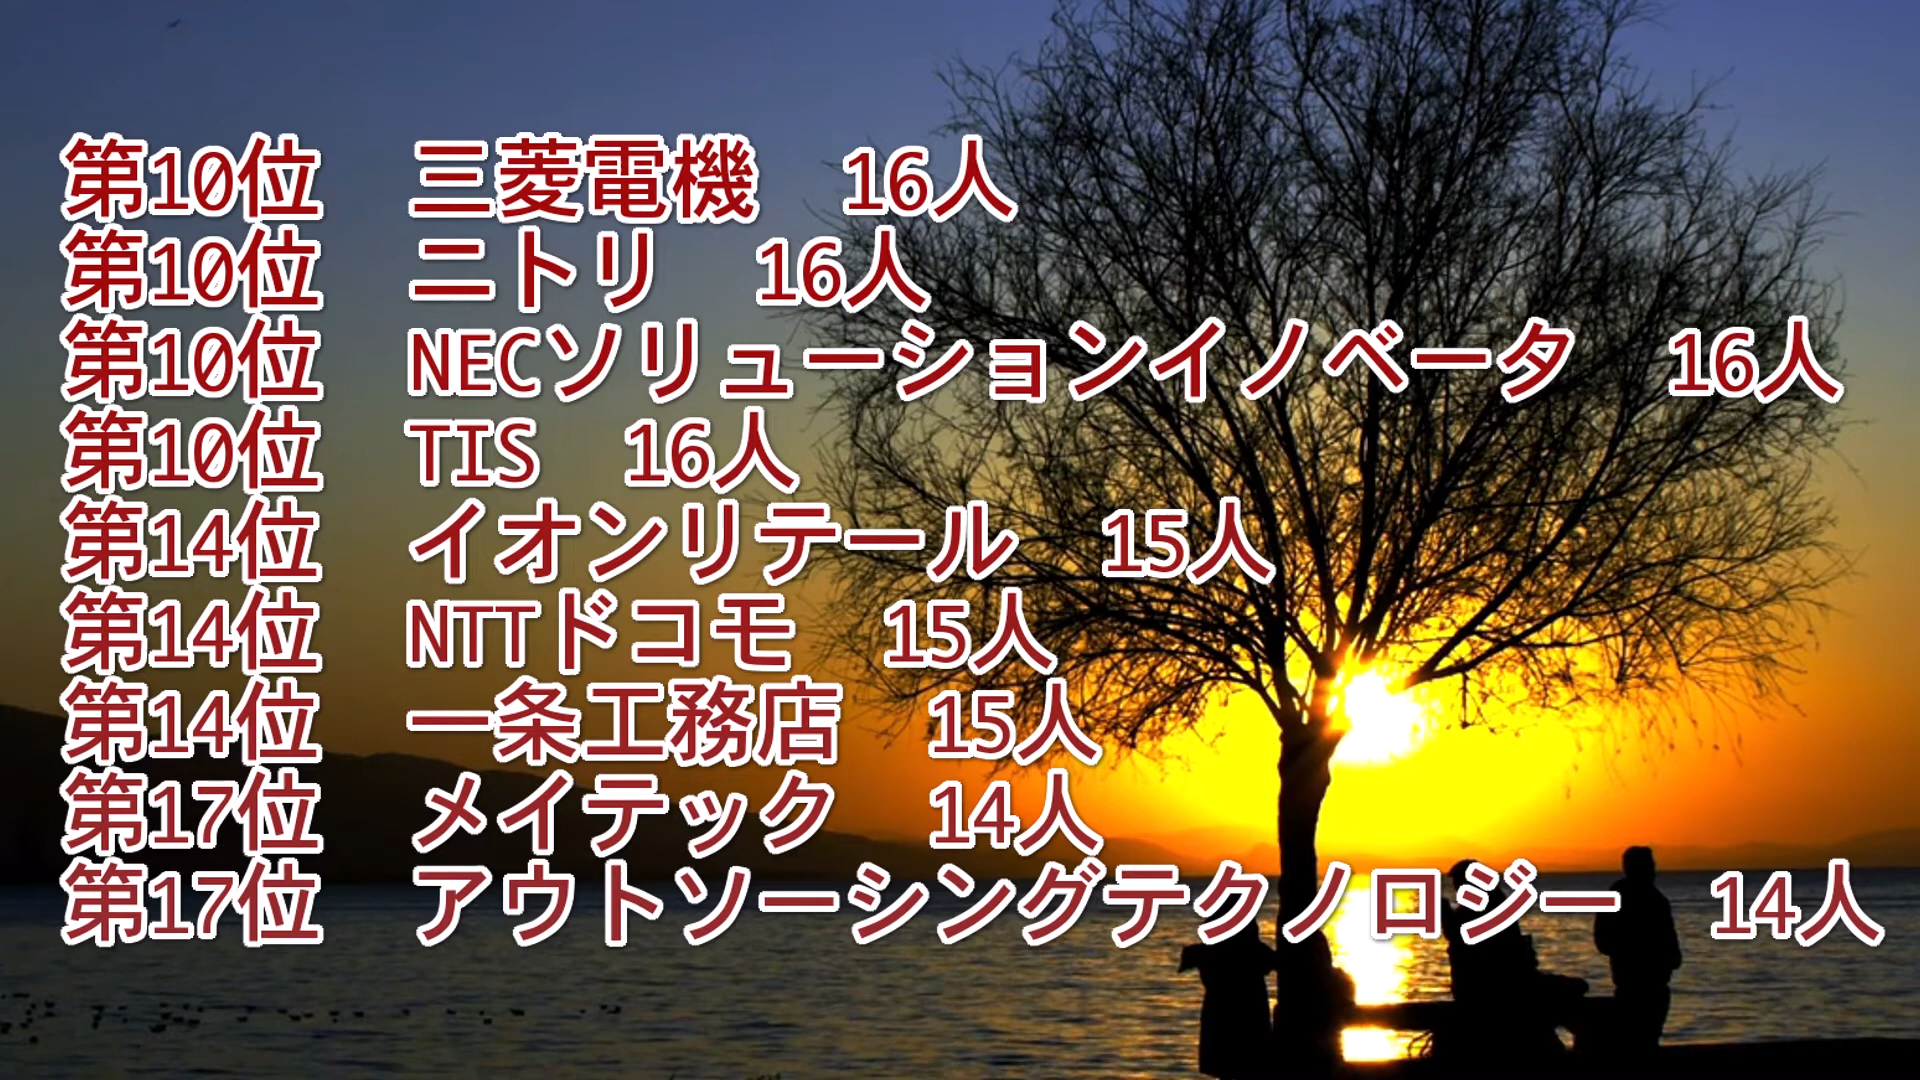 第10位　三菱電機　16人
第10位　ニトリ　16人
第10位　NECソリューションイノベータ　16人
第10位　TIS　16人
第14位　イオンリテール　15人
第14位　NTTドコモ　15人
第14位　一条工務店　15人
第17位　メイテック　14人
第17位　アウトソーシングテクノロジー　14人